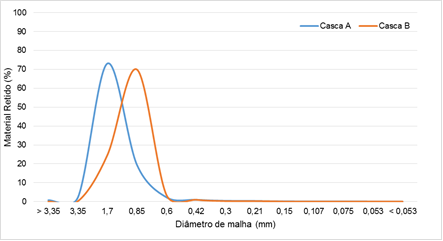 Casca A Casca B
Material Retido (%)
100
90
80
70
60
50
40
30
20
10
0
> 3,35 3,35 1,7 0,85 0,6 0,42 0,3 0,21 0,15 0,107 0,075 0,053 < 0,053
Diâmetro de malha (mm)